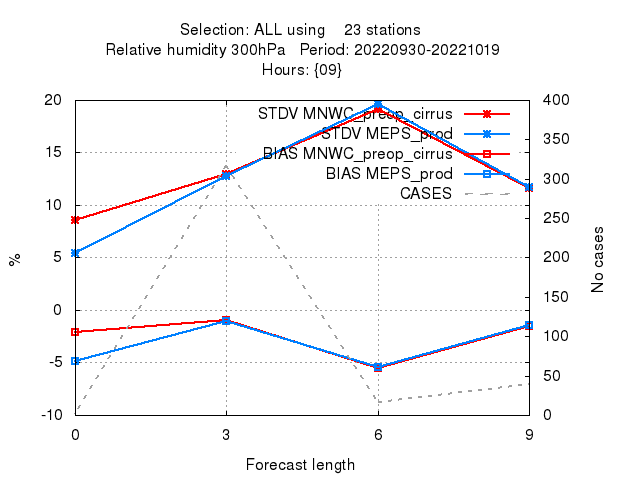 Selection: ALL using 23 stations
Relative humidity 300hPa Period: 20220930-20221019
Hours: {09}
STDV MNWC_preop_cirrus
STDV MEPS_prod
BIAS MNWC_preop_cirrus
BIAS MEPS_prod
CASES
20
15
10
5
0
-5
-10
%
400
350
300
250
200
150
100
50
0
No cases
0 3 6 9
Forecast length